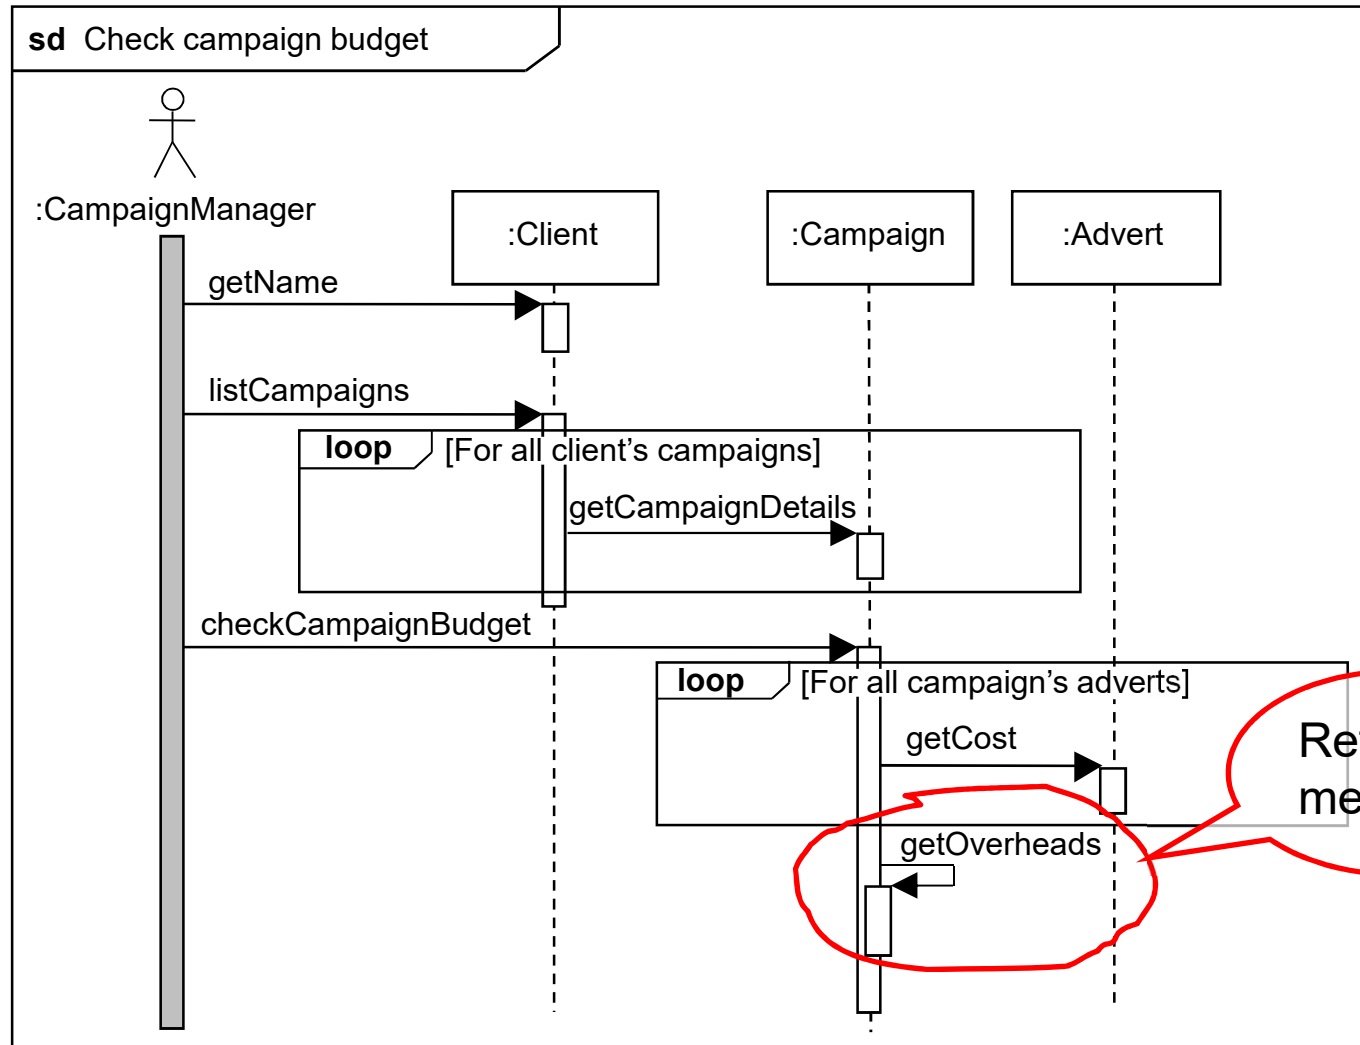 sd Check campaign budget
:CampaignManager
:Client
:Campaign
:Advert
getName
listCampaigns
loop [For all client's campaigns]
getCampaignDetails
checkCampaignBudget
loop [For all campaign's adverts]
getCost
getOverheads